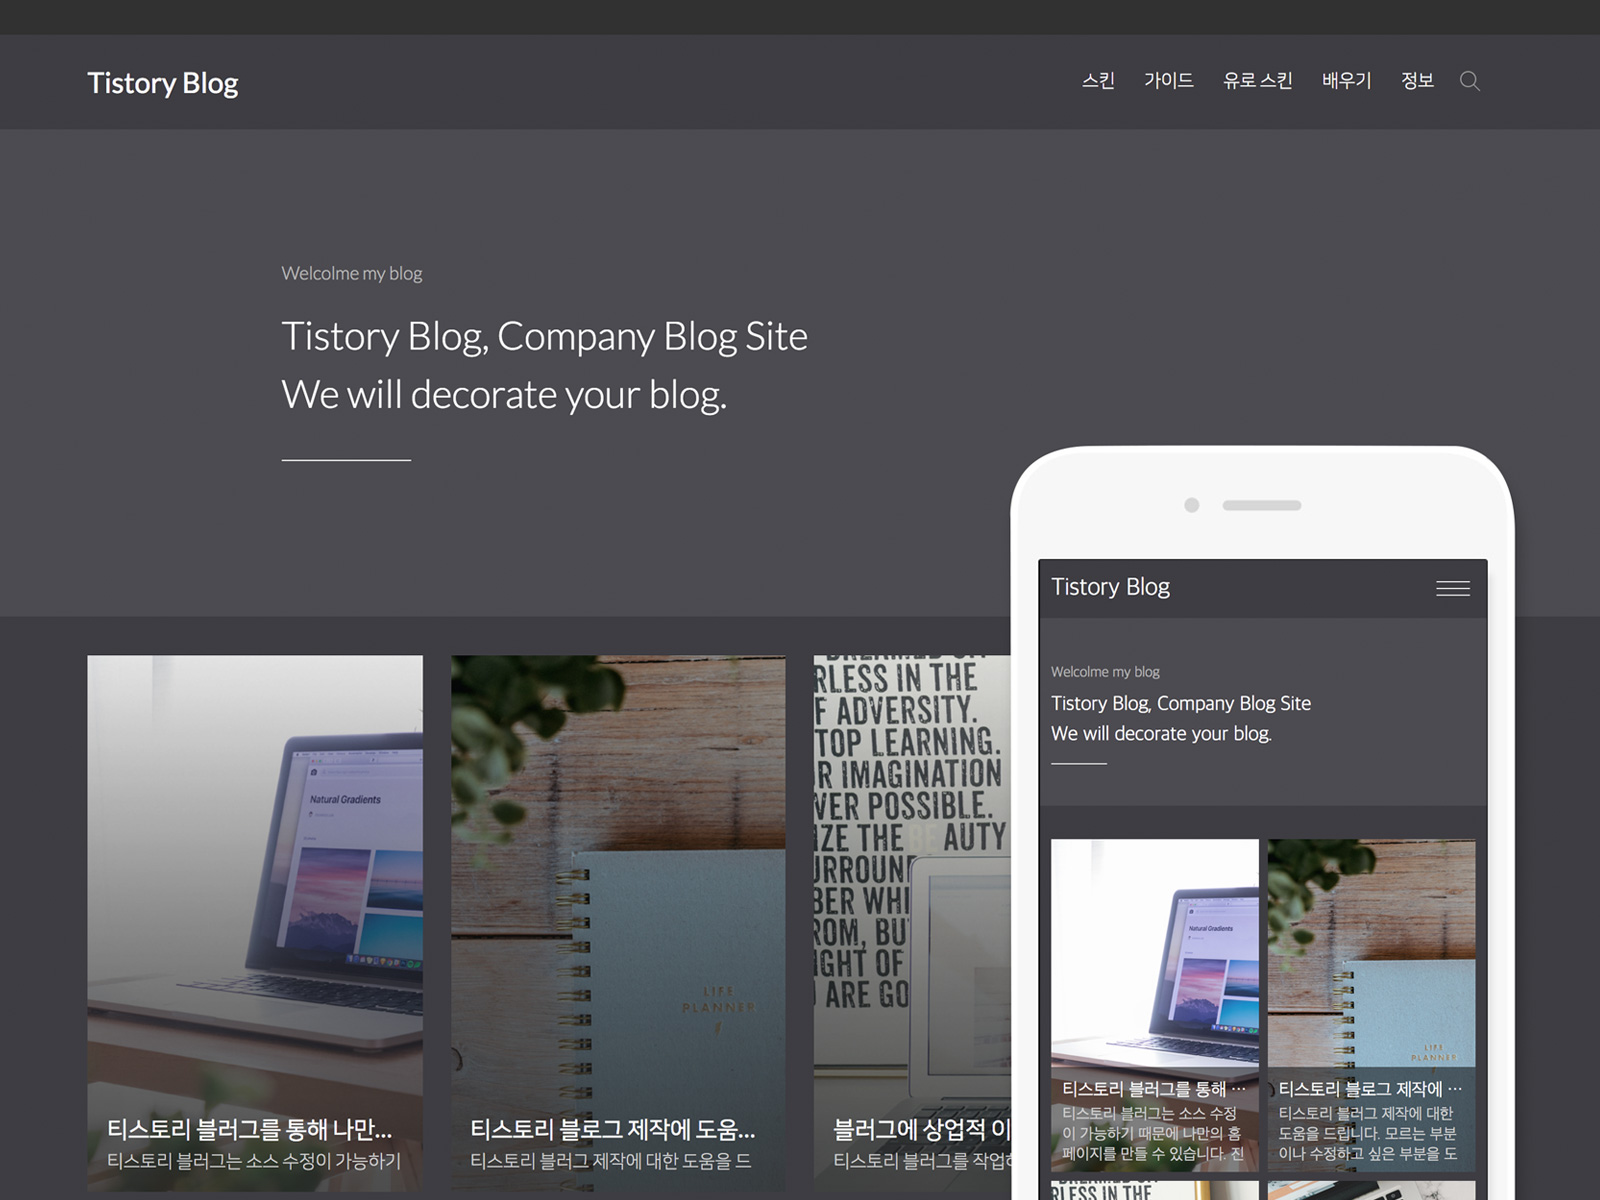 Tistory Blog
스킨 가이드 유로 스킨 배우기 정보
Welcolme my blog
Tistory Blog, Company Blog Site
We will decorate your blog.
Natural Gradients
티스토리 블러그를 통해 나만...
티스토리 블러그는 소스 수정이 가능하기
LIFE
PLANNER
티스토리 블로그 제작에 도움...
티스토리 블러그 제작에 대한 도움을 드
RLESS IN THE
F ADVERSITY.
TOP LEARNING.
R IMAGINATION
VER POSSIBLE.
IZE THE BE AUTY
URROUN
BER WHI
ROM, BU
IGHT OF
ARE GO
블러그에 상업적 이
티스토리 블러그를 작업
Tistory Blog
Welcolme my blog
Tistory Blog, Company Blog Site
We will decorate your blog.
Natural Gradients
티스토리 블러그를 통해 ···
티스토리 블러그는 소스 수정
이 가능하기 때문에 나만의 홈
페이지를 만들 수 있습니다. 진
LIFE
PLANNER
티스토리 블로그 제작에 ···
티스토리 블러그 제작에 대한
도움을 드립니다. 모르는 부분
이나 수정하고 싶은 부분을 도
RLESS IN THE